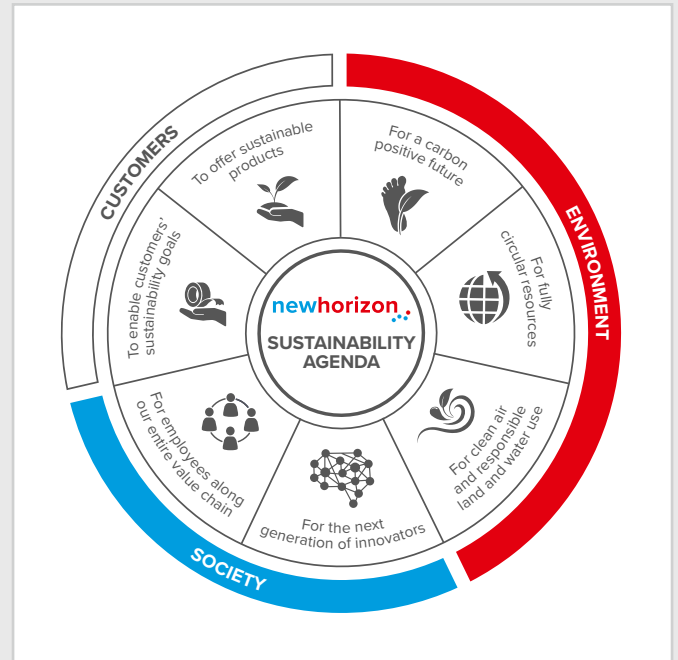 newhorizon
SUSTAINABILITY
AGENDA
ENVIRONMENT
For a carbon
positive future
For fully
circular resources
For clean air
and responsible
land and water use
SOCIETY
For the next
generation of innovators
For employees along
our entire value chain
CUSTOMERS
To enable customers’
sustainability goals
To offer sustainable
products